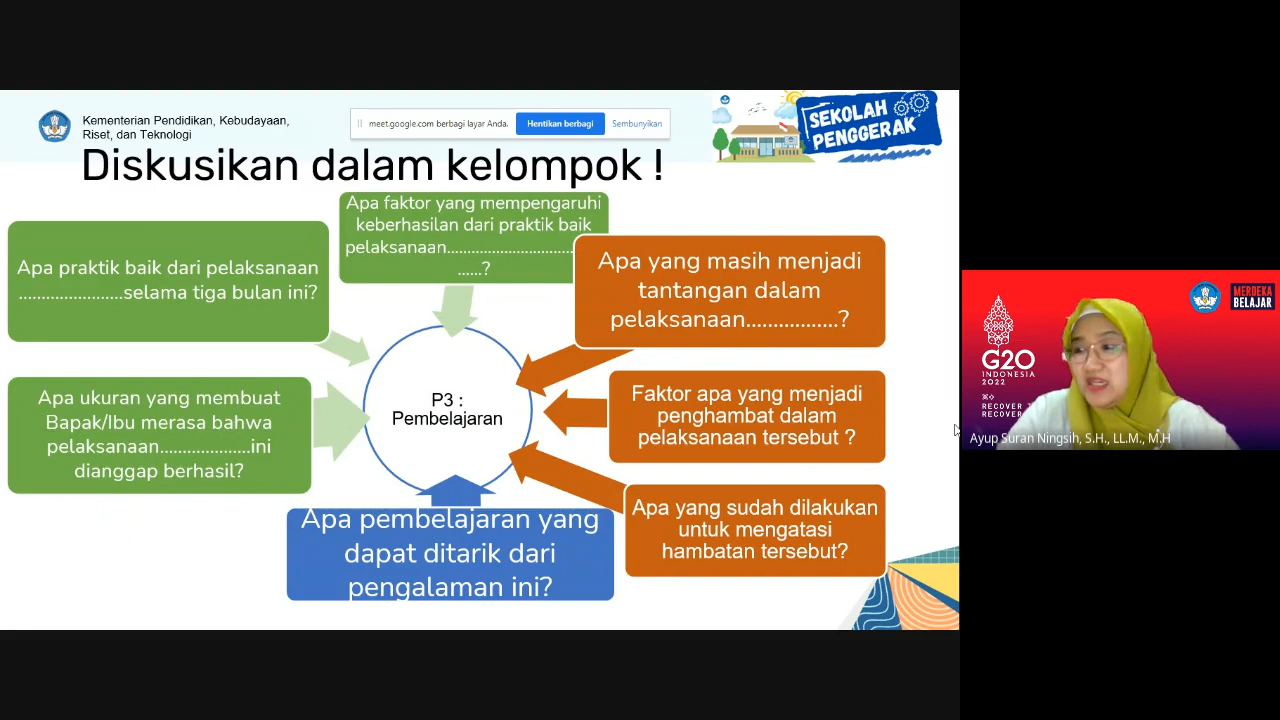 Kementerian Pendidikan, Kebudayaan,
Riset, dan Teknologi
meet.google.com berbagi layar Anda.
Hentikan berbagi
Sembunyikan
SEKOLAH
PENGGERAK
Diskusikan dalam kelompok !
Apa faktor yang mempengaruhi
keberhasilan dari praktik baik
pelaksanaan...............................
......?
Apa praktik baik dari pelaksanaan
.........................selama tiga bulan ini?
Apa yang masih menjadi
tantangan dalam
pelaksanaan.................?
Apa ukuran yang membuat
Bapak/Ibu merasa bahwa
pelaksanaan......................ini
dianggap berhasil?
P3 :
Pembelajaran
Faktor apa yang menjadi
penghambat dalam
pelaksanaan tersebut ?
Apa yang sudah dilakukan
untuk mengatasi
hambatan tersebut?
Apa pembelajaran yang
dapat ditarik dari
pengalaman ini?
MERDEKA
BELAJAR
G20
INDONESIA
2022
RECOVER
RECOVER
Ayup Suran Ningsih, S.H., LL.M., M.H